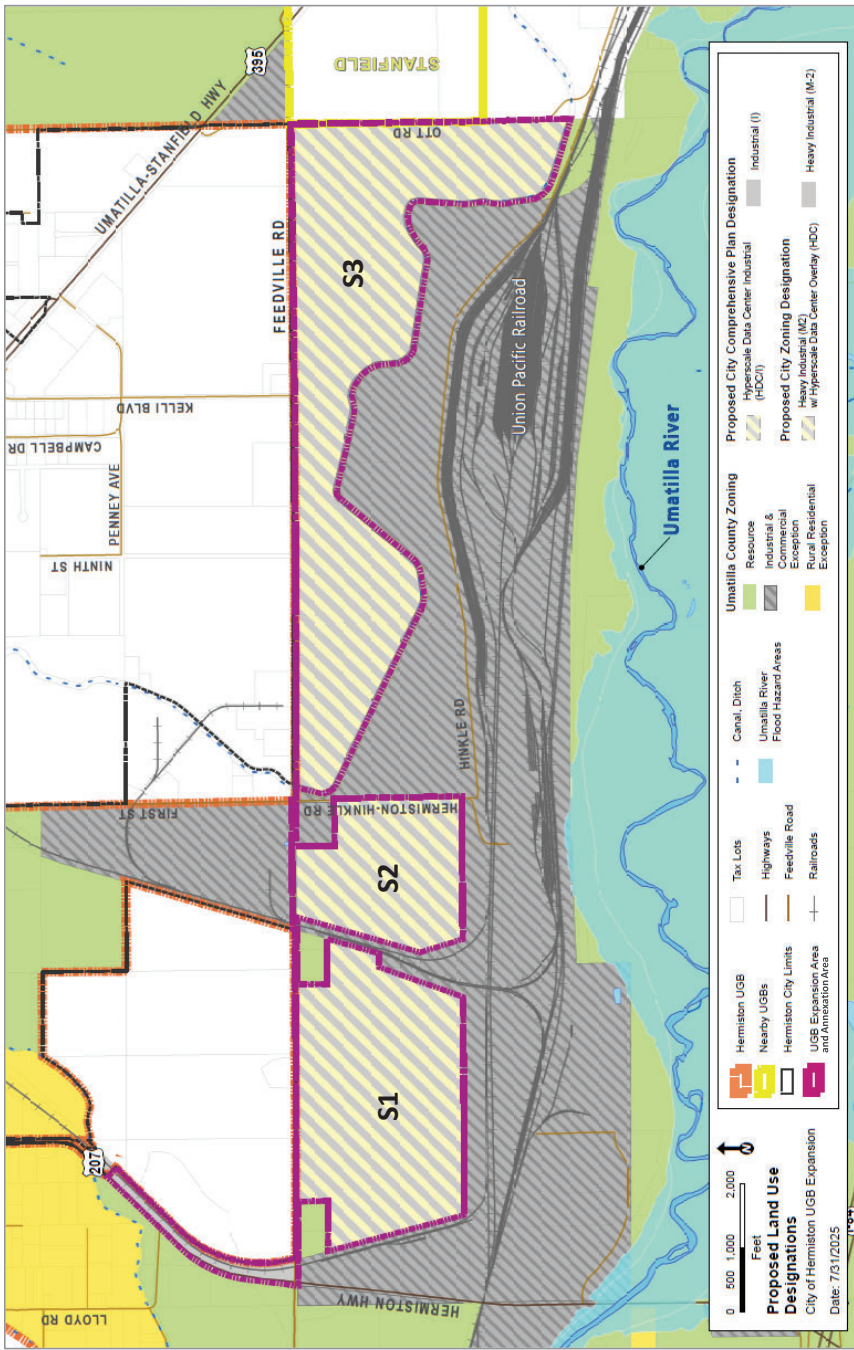 395
UMATILLA-STANFIELD HWY
STANFIELD
OTT RD
FEEDVILLE RD
S3
KELLI BLVD
CAMPBELL DR
PENNEY AVE
NINTH ST
Union Pacific Railroad
HINKLE RD
Umatilla River
FIRST ST
HERMISTON-HINKLE RD
S2
S1
207
LLOYD RD
HERMISTON HWY
0 500 1,000 2,000
Feet
N
Proposed Land Use
Designations
City of Hermiston UGB Expansion
Date: 7/31/2025
Hermiston UGB
Nearby UGBs
Hermiston City Limits
UGB Expansion Area
and Annexation Area
Tax Lots
Highways
Feedville Road
Railroads
Canal, Ditch
Umatilla River
Flood Hazard Areas
Umatilla County Zoning
Resource
Industrial &
Commercial
Exception
Rural Residential
Exception
Proposed City Comprehensive Plan Designation
Hyperscale Data Center Industrial
(HDC/I)
Industrial (I)
Proposed City Zoning Designation
Heavy Industrial (M2)
w/ Hyperscale Data Center Overlay (HDC)
Heavy Industrial (M-2)